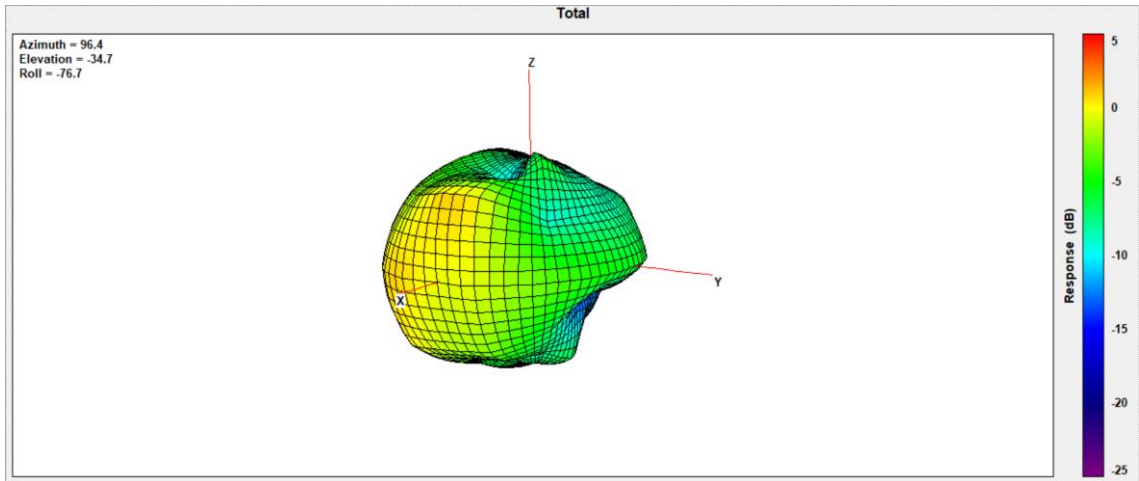 Total
Azimuth = 96.4
Elevation = -34.7
Roll = -76.7
Z
Y
X
5
0
-5
-10
-15
-20
-25
Response (dB)